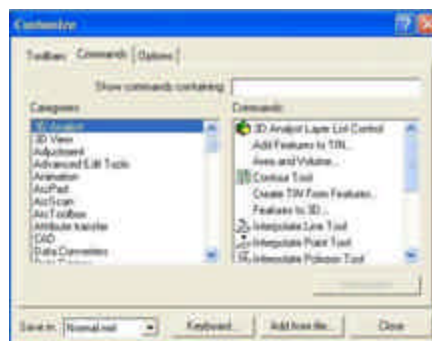 Customize
Toolbars Commands Options
Show commands containing:
Categories:
3D Analyst
3D View
Adjustment
Advanced Edit Tools
Animation
ArcPad
ArcScan
ArcToolbox
Attribute transfer
CAD
Data Converters
Commands:
3D Analyst Layer List Control
Add Features to TIN...
Area and Volume...
Contour Tool
Create TIN From Features...
Features to 3D...
Interpolate Line Tool
Interpolate Point Tool
Interpolate Polygon Tool
Save in: Normal.mxt Keyboard... Add from file... Close